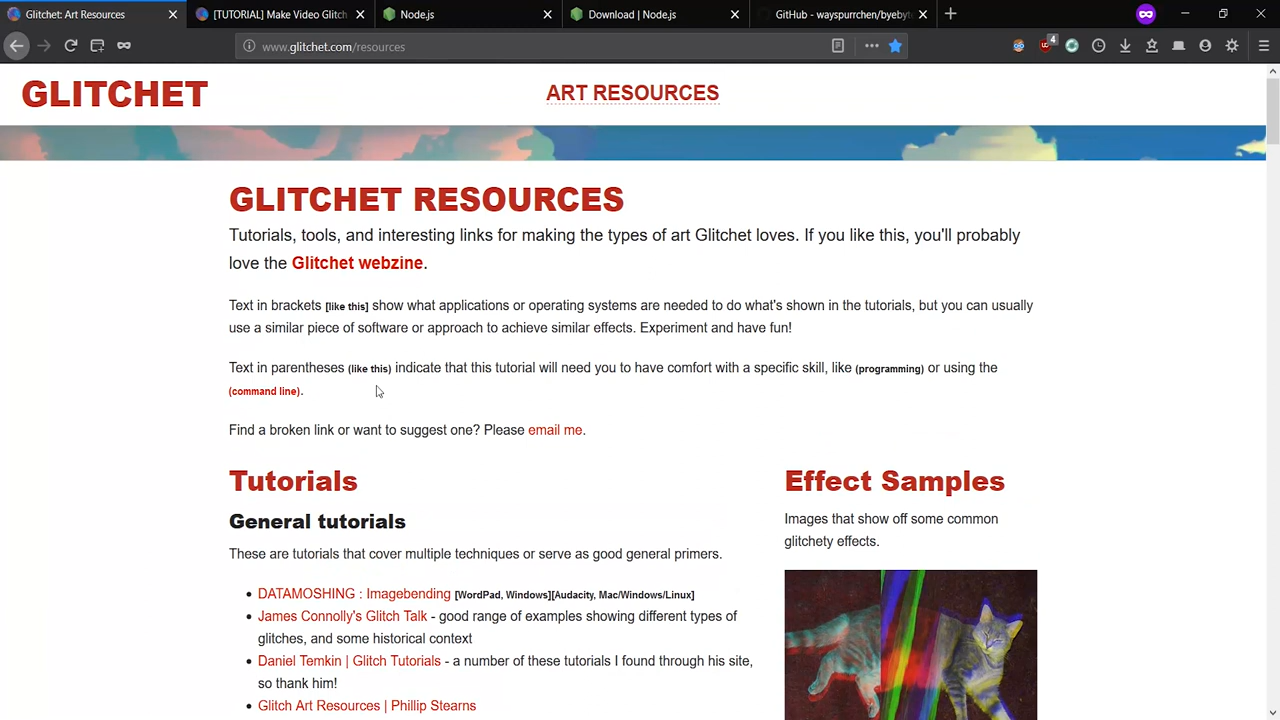 Glitchet: Art Resources
[TUTORIAL] Make Video Glitch
Node.js
Download | Node.js
GitHub - wayspurrchen/byebyt
www.glitchet.com/resources
4
GLITCHET
ART RESOURCES
GLITCHET RESOURCES
Tutorials, tools, and interesting links for making the types of art Glitchet loves. If you like this, you'll probably
love the Glitchet webzine.
Text in brackets [like this] show what applications or operating systems are needed to do what's shown in the tutorials, but you can usually
use a similar piece of software or approach to achieve similar effects. Experiment and have fun!
Text in parentheses (like this) indicate that this tutorial will need you to have comfort with a specific skill, like (programming) or using the
(command line).
Find a broken link or want to suggest one? Please email me.
Tutorials
General tutorials
These are tutorials that cover multiple techniques or serve as good general primers.
DATAMOSHING : Imagebending [WordPad, Windows][Audacity, Mac/Windows/Linux]
James Connolly's Glitch Talk - good range of examples showing different types of
glitches, and some historical context
Daniel Temkin | Glitch Tutorials - a number of these tutorials I found through his site,
so thank him!
Glitch Art Resources | Phillip Stearns
Effect Samples
Images that show off some common
glitchety effects.